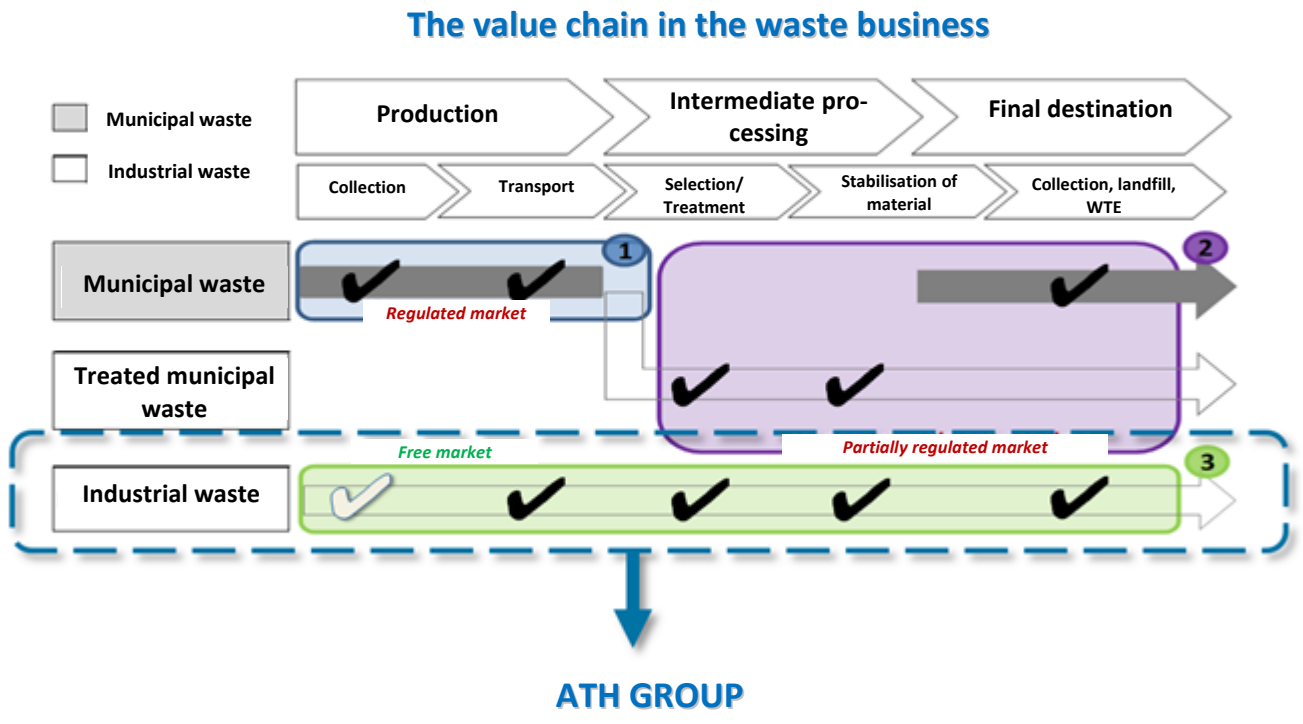 The value chain in the waste business
Municipal waste
Industrial waste
Production
Intermediate pro-
cessing
Final destination
Collection
Transport
Selection/
Treatment
Stabilisation of
material
Collection, landfill,
WTE
Municipal waste
1
2
Regulated market
Treated municipal
waste
Free market
Partially regulated market
3
Industrial waste
ATH GROUP